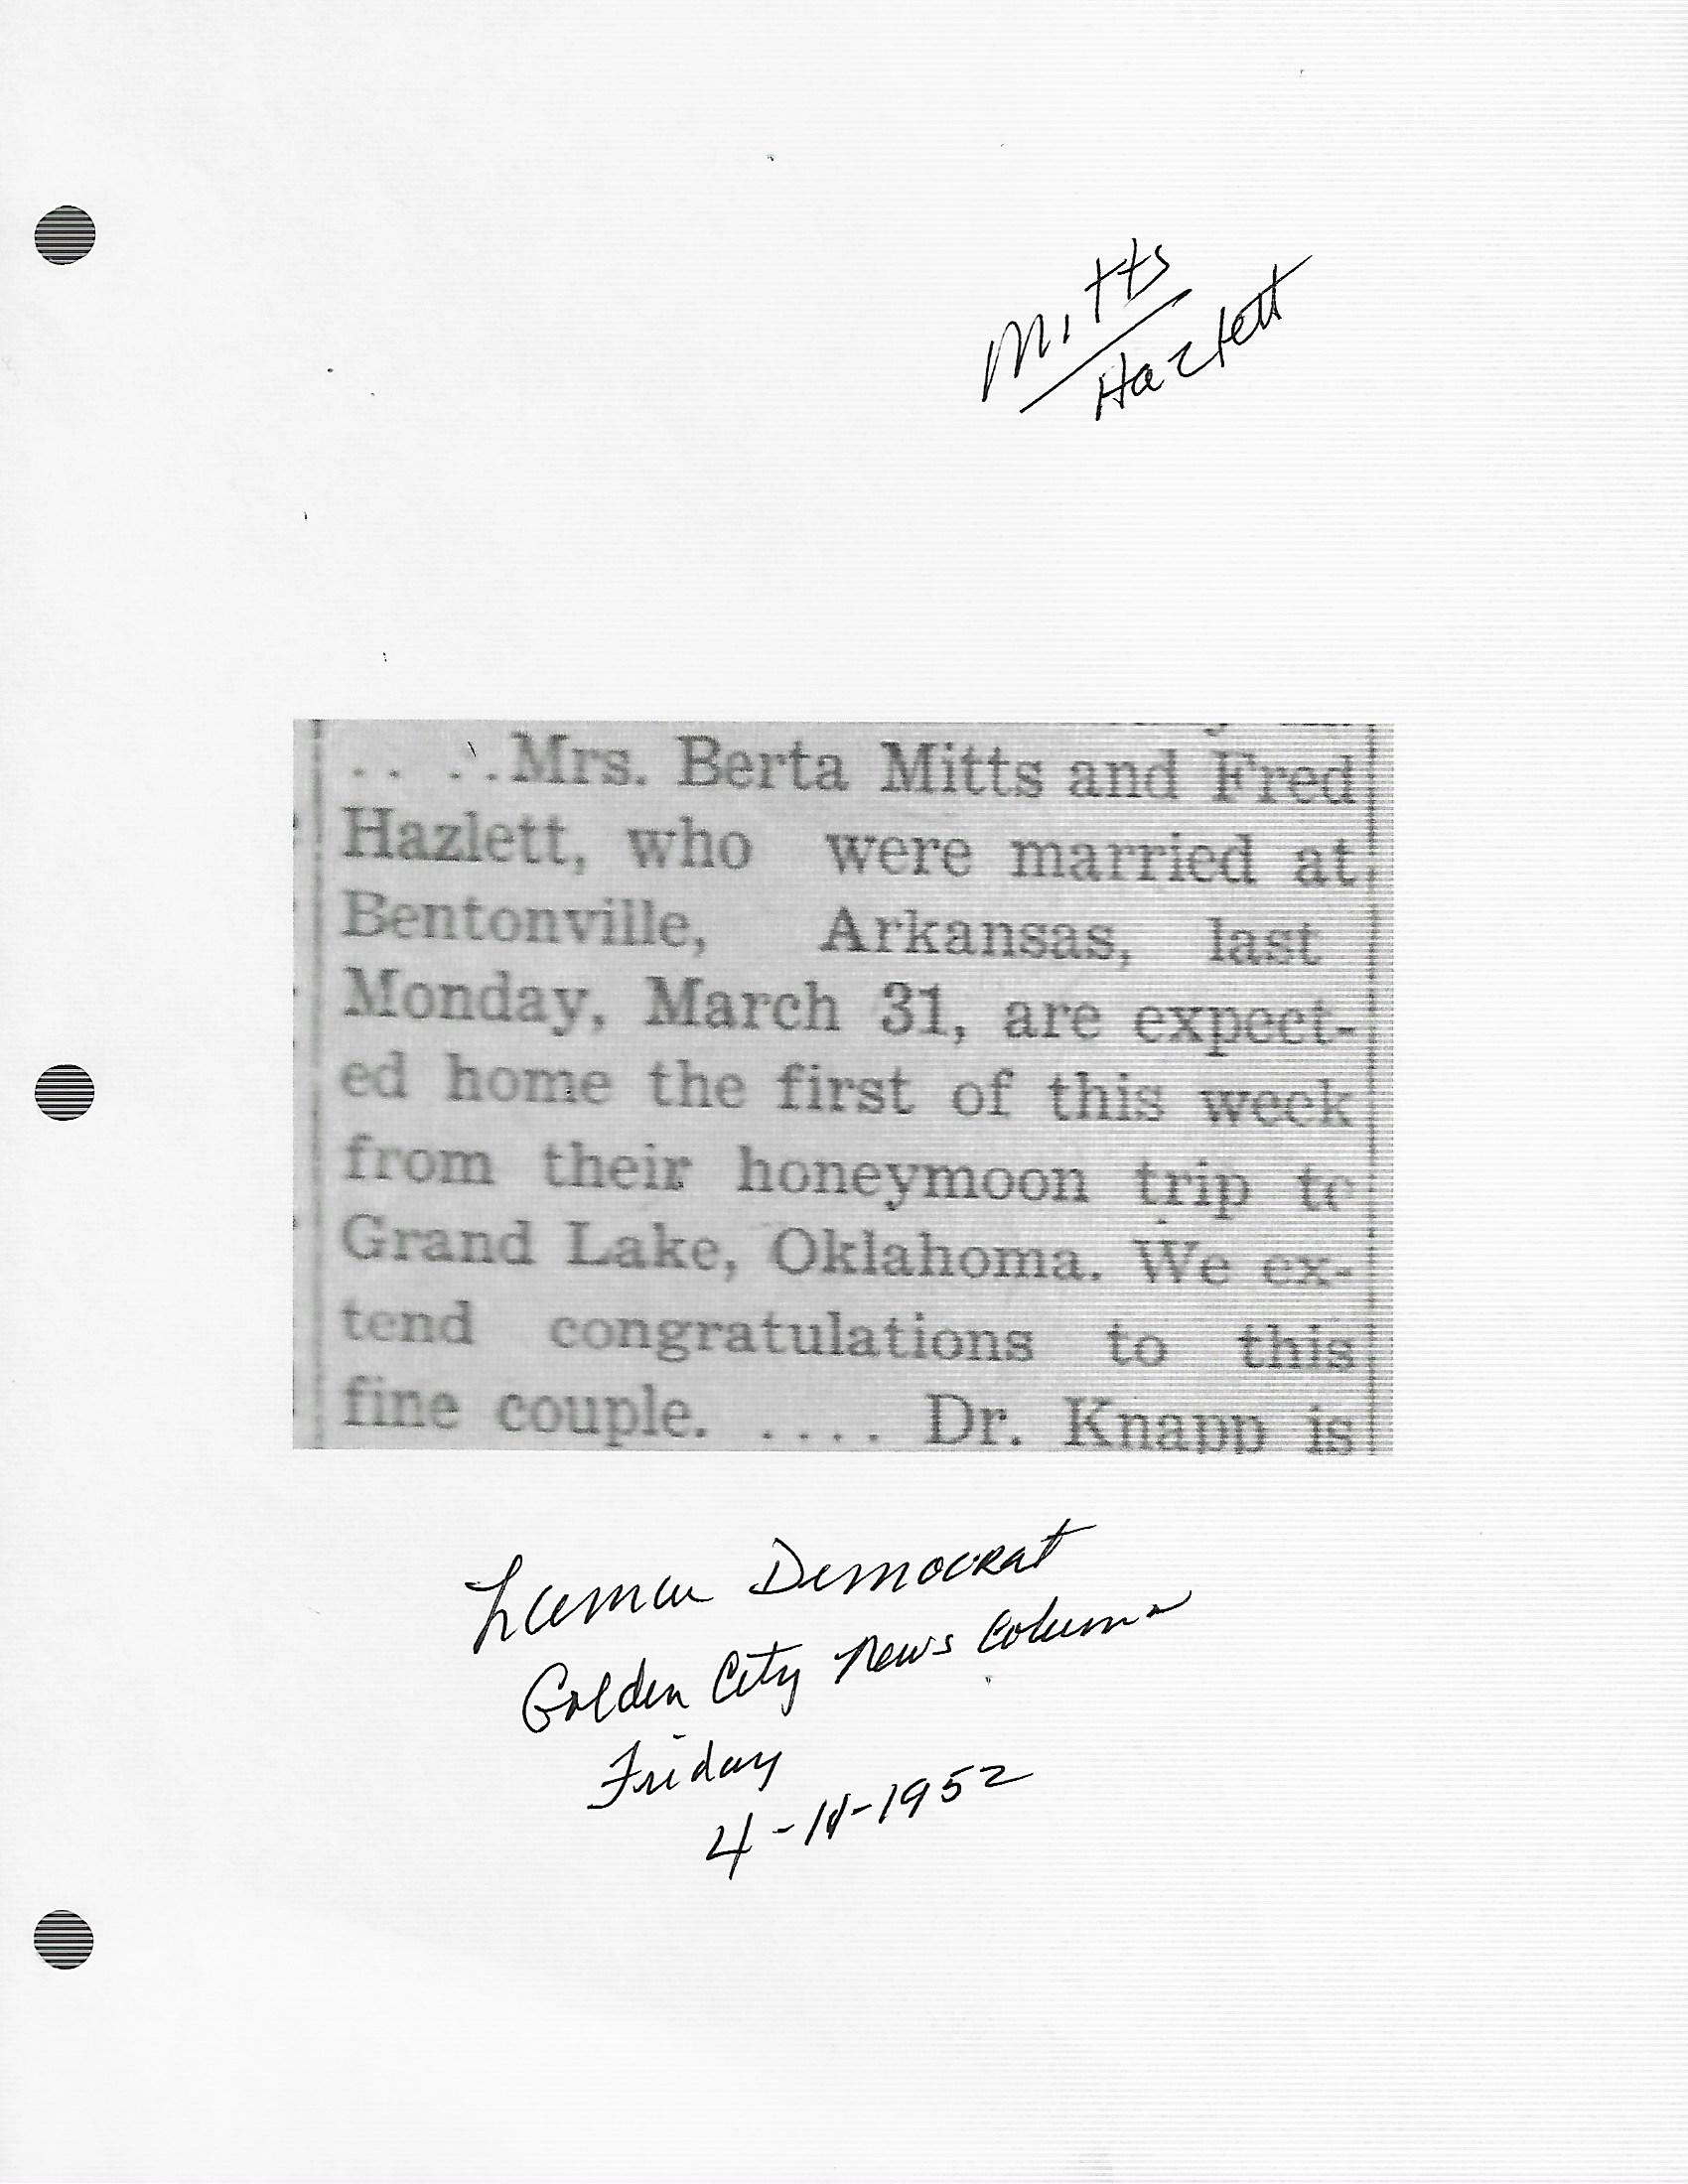 Mitts
Hazlett
.. ..Mrs. Berta Mitts and Fred
Hazlett, who were married at
Bentonville, Arkansas, last
Monday, March 31, are expect-
ed home the first of this week
from their honeymoon trip to
Grand Lake, Oklahoma. We ex-
tend congratulations to this
fine couple. .... Dr. Knapp is
Lamar Democrat
Golden City News Column
Friday
4-11-1952